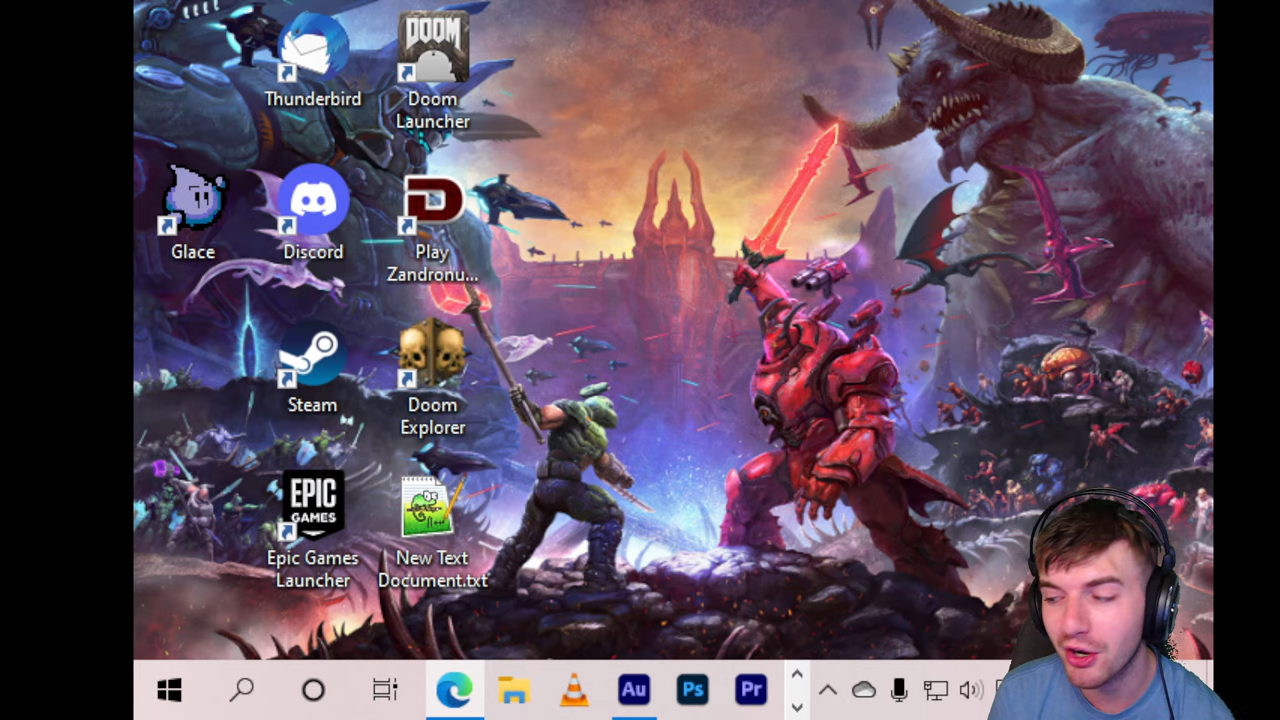 DOOM
Thunderbird
Doom
Launcher
D
Glace
Discord
Play
Zandronu...
Steam
Doom
Explorer
EPIC
GAMES
Epic Games
Launcher
New Text
Document.txt
Au
Ps
Pr